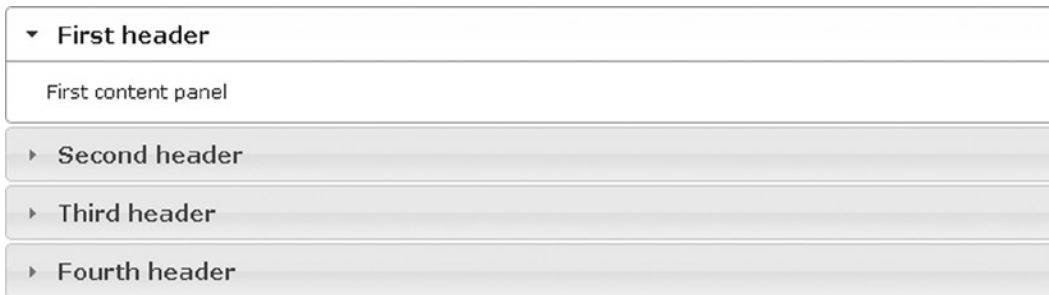 First header
First content panel
Second header
Third header
Fourth header